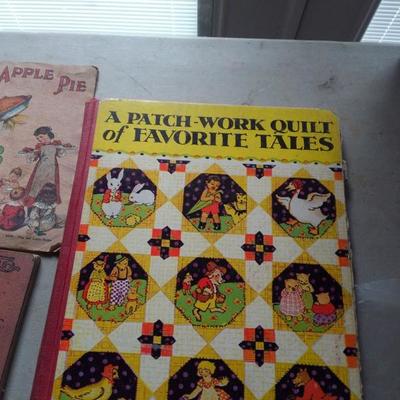 APPLE PIE
A PATCH-WORK QUILT
of FAVORITE TALES